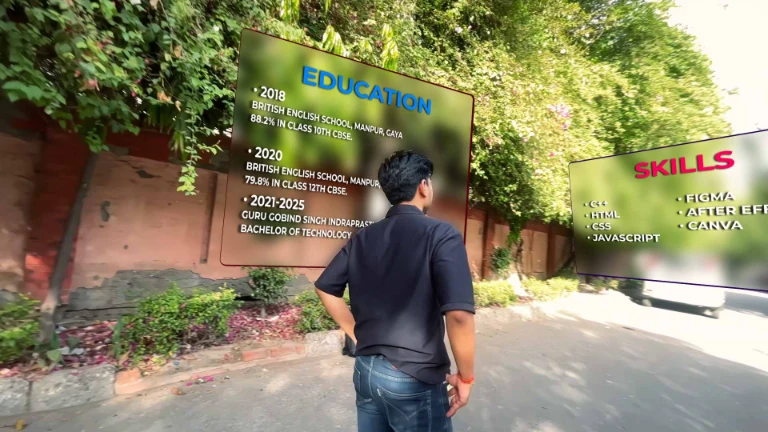 EDUCATION
• 2018
BRITISH ENGLISH SCHOOL, MANPUR, GAYA
88.2% IN CLASS 10TH CBSE.
• 2020
BRITISH ENGLISH SCHOOL, MANPUR,
79.8% IN CLASS 12TH CBSE.
• 2021-2025
GURU GOBIND SINGH
BACHELOR OF TECHNOLOGY
SKILLS
• C++
• HTML
• CSS
• JAVASCRIPT
• FIGMA
• AFTER
• CANVA